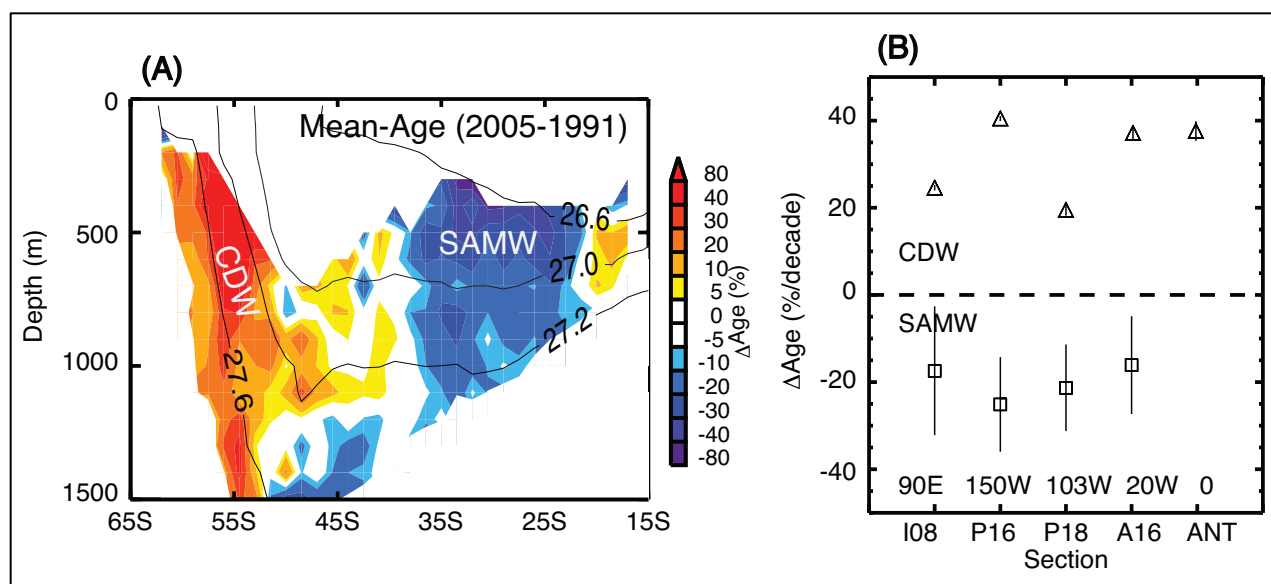 (A)
Mean-Age (2005-1991)
0
500
1000
1500
Depth (m)
65S 55S 45S 35S 25S 15S
CDW
SAMW
26.6
27.0
27.2
27.6
80
40
30
20
10
5
0
-5
-10
-20
-30
-40
-80
ΔAge (%)
(B)
40
20
0
-20
-40
ΔAge (%/decade)
CDW
SAMW
90E 150W 103W 20W 0
I08 P16 P18 A16 ANT
Section